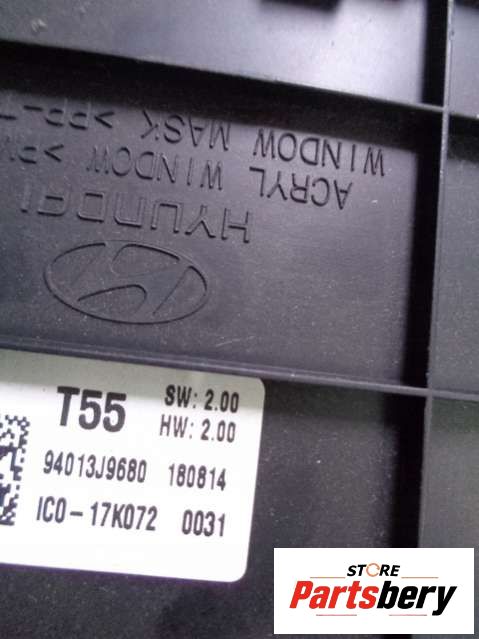 WINDOW MASK >PP-T
ACRYL WINDOW >P
HYUNDAI
T55 SW: 2.00
HW: 2.00
94013J9680 180814
IC0-17K072 0031
STORE
Partsbery